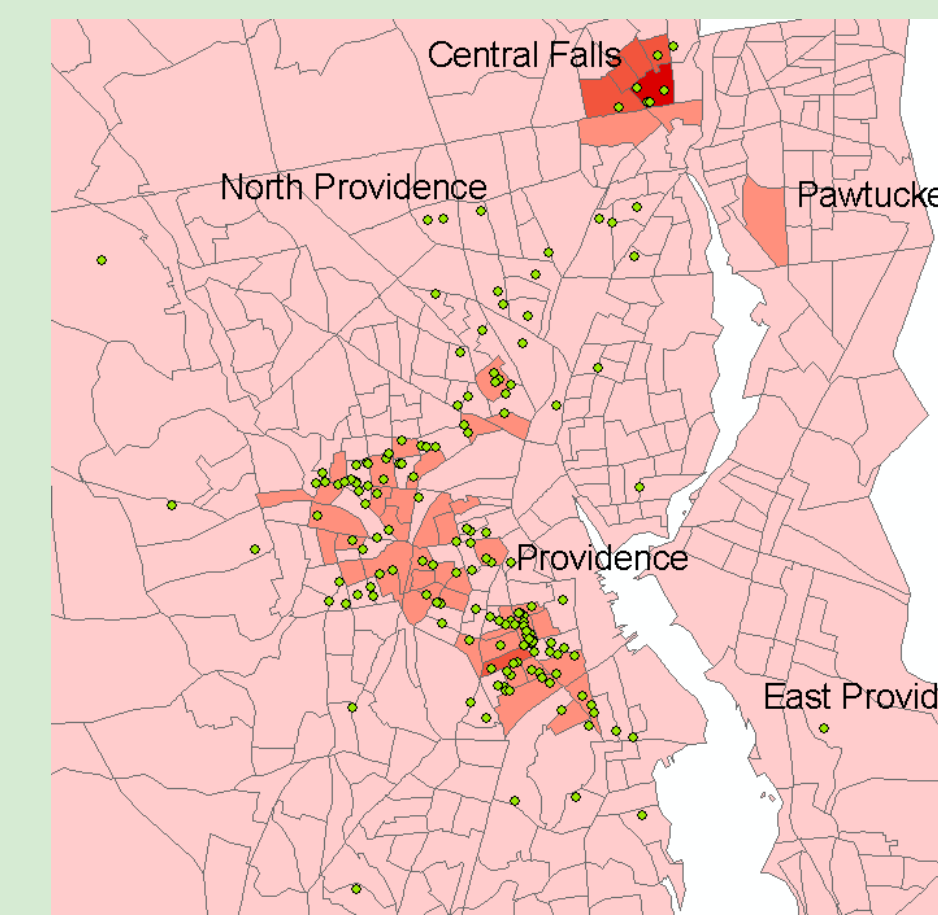 Central Falls
North Providence
Pawtucke
Providence
East Provid